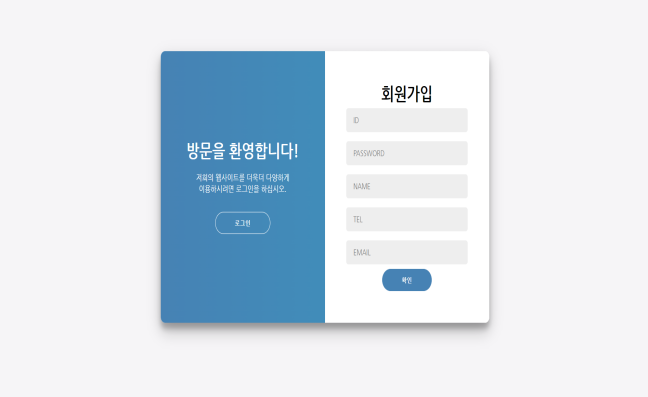 방문을 환영합니다!
저희의 웹사이트를 더욱더 다양하게
이용하시려면 로그인을 하십시오.
로그인
회원가입
ID
PASSWORD
NAME
TEL
EMAIL
확인